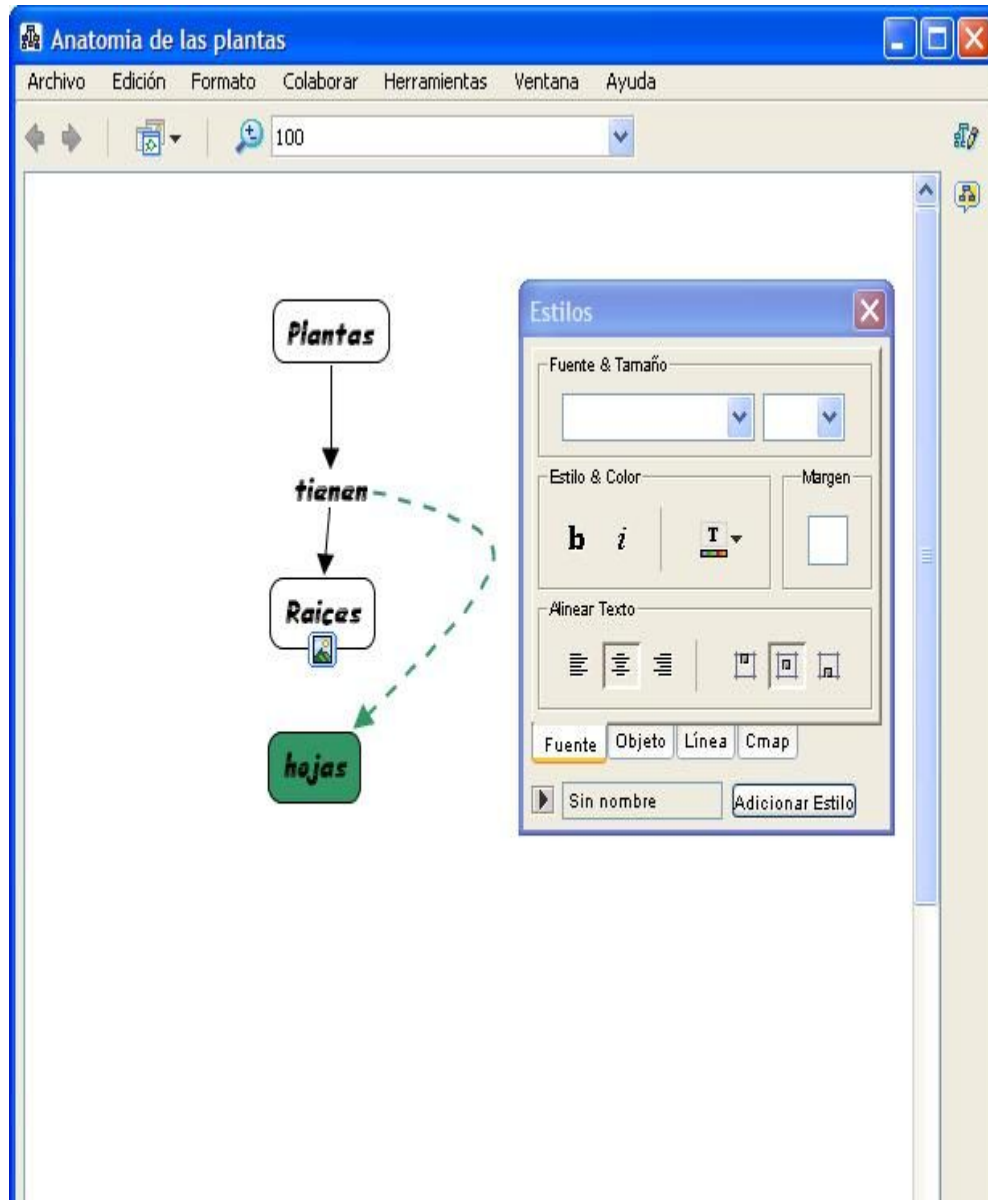 Anatomia de las plantas
Archivo Edición Formato Colaborar Herramientas Ventana Ayuda
100
Plantas
tienen
Raices
hojas
Estilos
Fuente & Tamaño
Estilo & Color
Margen
b i T
Alinear Texto
Fuente Objeto Línea Cmap
Sin nombre Adicionar Estilo